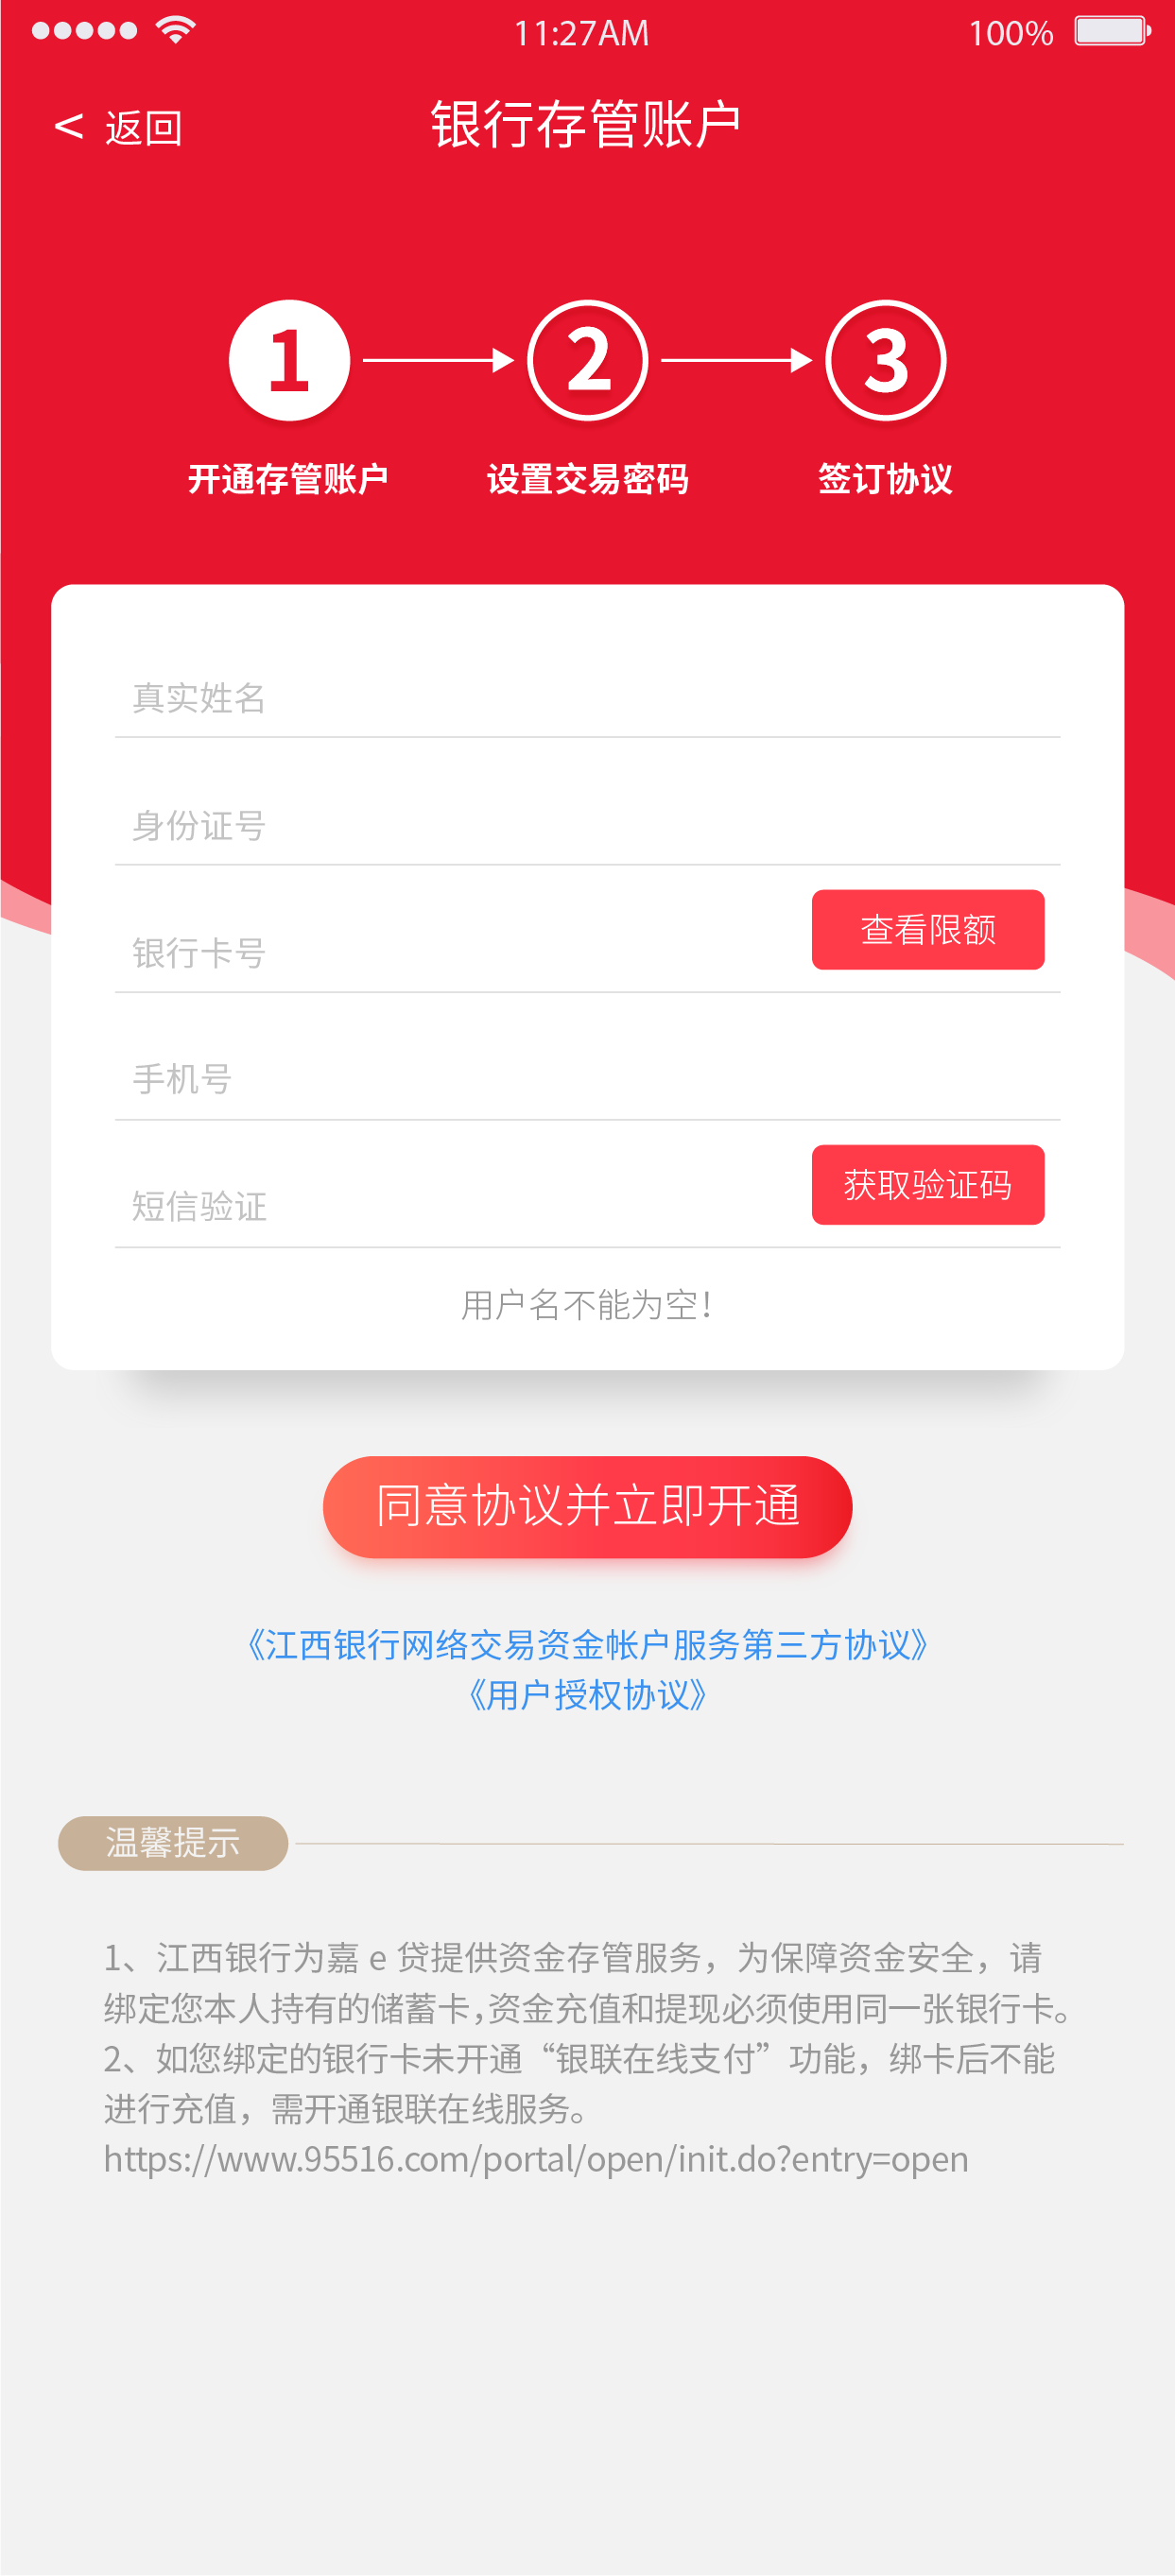 11:27AM 100%
< 返回 银行存管账户
1 2 3
开通存管账户 设置交易密码 签订协议
真实姓名
身份证号
银行卡号 查看限额
手机号
短信验证 获取验证码
用户名不能为空!
同意协议并立即开通
《江西银行网络交易资金帐户服务第三方协议》
《用户授权协议》
温馨提示
1、江西银行为嘉 e 贷提供资金存管服务，为保障资金安全，请
绑定您本人持有的储蓄卡,资金充值和提现必须使用同一张银行卡。
2、如您绑定的银行卡未开通“银联在线支付”功能，绑卡后不能
进行充值，需开通银联在线服务。
https://www.95516.com/portal/open/init.do?entry=open